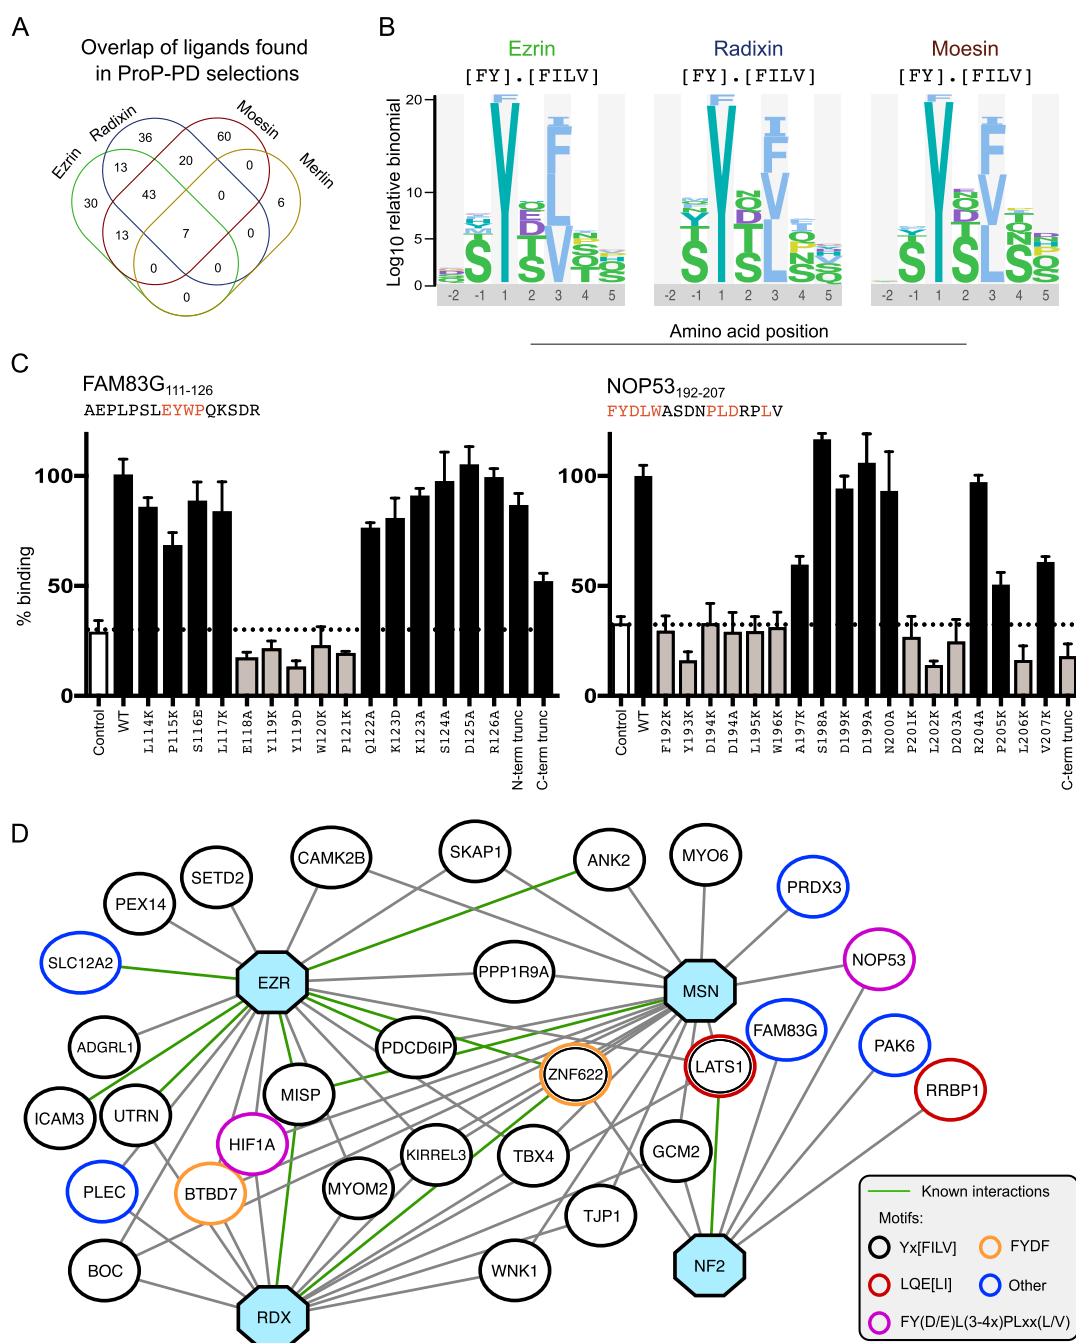 A
Overlap of ligands found
in ProP-PD selections
Ezrin
Radixin
Moesin
Merlin
36
60
13
20
0
30
43
0
6
13
7
0
0
0
0
B
Ezrin
Radixin
Moesin
[FY].[FILV]
[FY].[FILV]
[FY].[FILV]
Log10 relative binomial
20
10
5
0
-2 -1 1 2 3 4 5
-2 -1 1 2 3 4 5
-2 -1 1 2 3 4 5
Amino acid position
C
FAM83G111-126
AEPLPSLEYWPQKSDR
% binding
100
50
0
Control
WT
L114K
P115K
S116E
L117K
E118A
Y119K
Y119D
W120K
P121K
Q122A
K123D
K123A
S124A
D125A
R126A
N-term trunc
C-term trunc
NOP53192-207
FYDLWASDNPLDRPLV
100
50
0
Control
WT
F192K
Y193K
D194K
D194A
L195K
W196K
A197K
S198A
D199K
D199A
N200A
P201K
L202K
D203A
R204A
P205K
L206K
V207K
C-term trunc
D
CAMK2B
SKAP1
ANK2
MYO6
SETD2
PRDX3
PEX14
SLC12A2
EZR
PPP1R9A
MSN
NOP53
FAM83G
PAK6
ADGRL1
PDCD6IP
ZNF622
LATS1
RRBP1
ICAM3
UTRN
MISP
HIF1A
KIRREL3
TBX4
GCM2
PLEC
BTBD7
MYOM2
TJP1
BOC
WNK1
NF2
RDX
Known interactions
Motifs:
Yx[FILV]
FYDF
LQE[LI]
Other
FY(D/E)L(3-4x)PLxx(L/V)